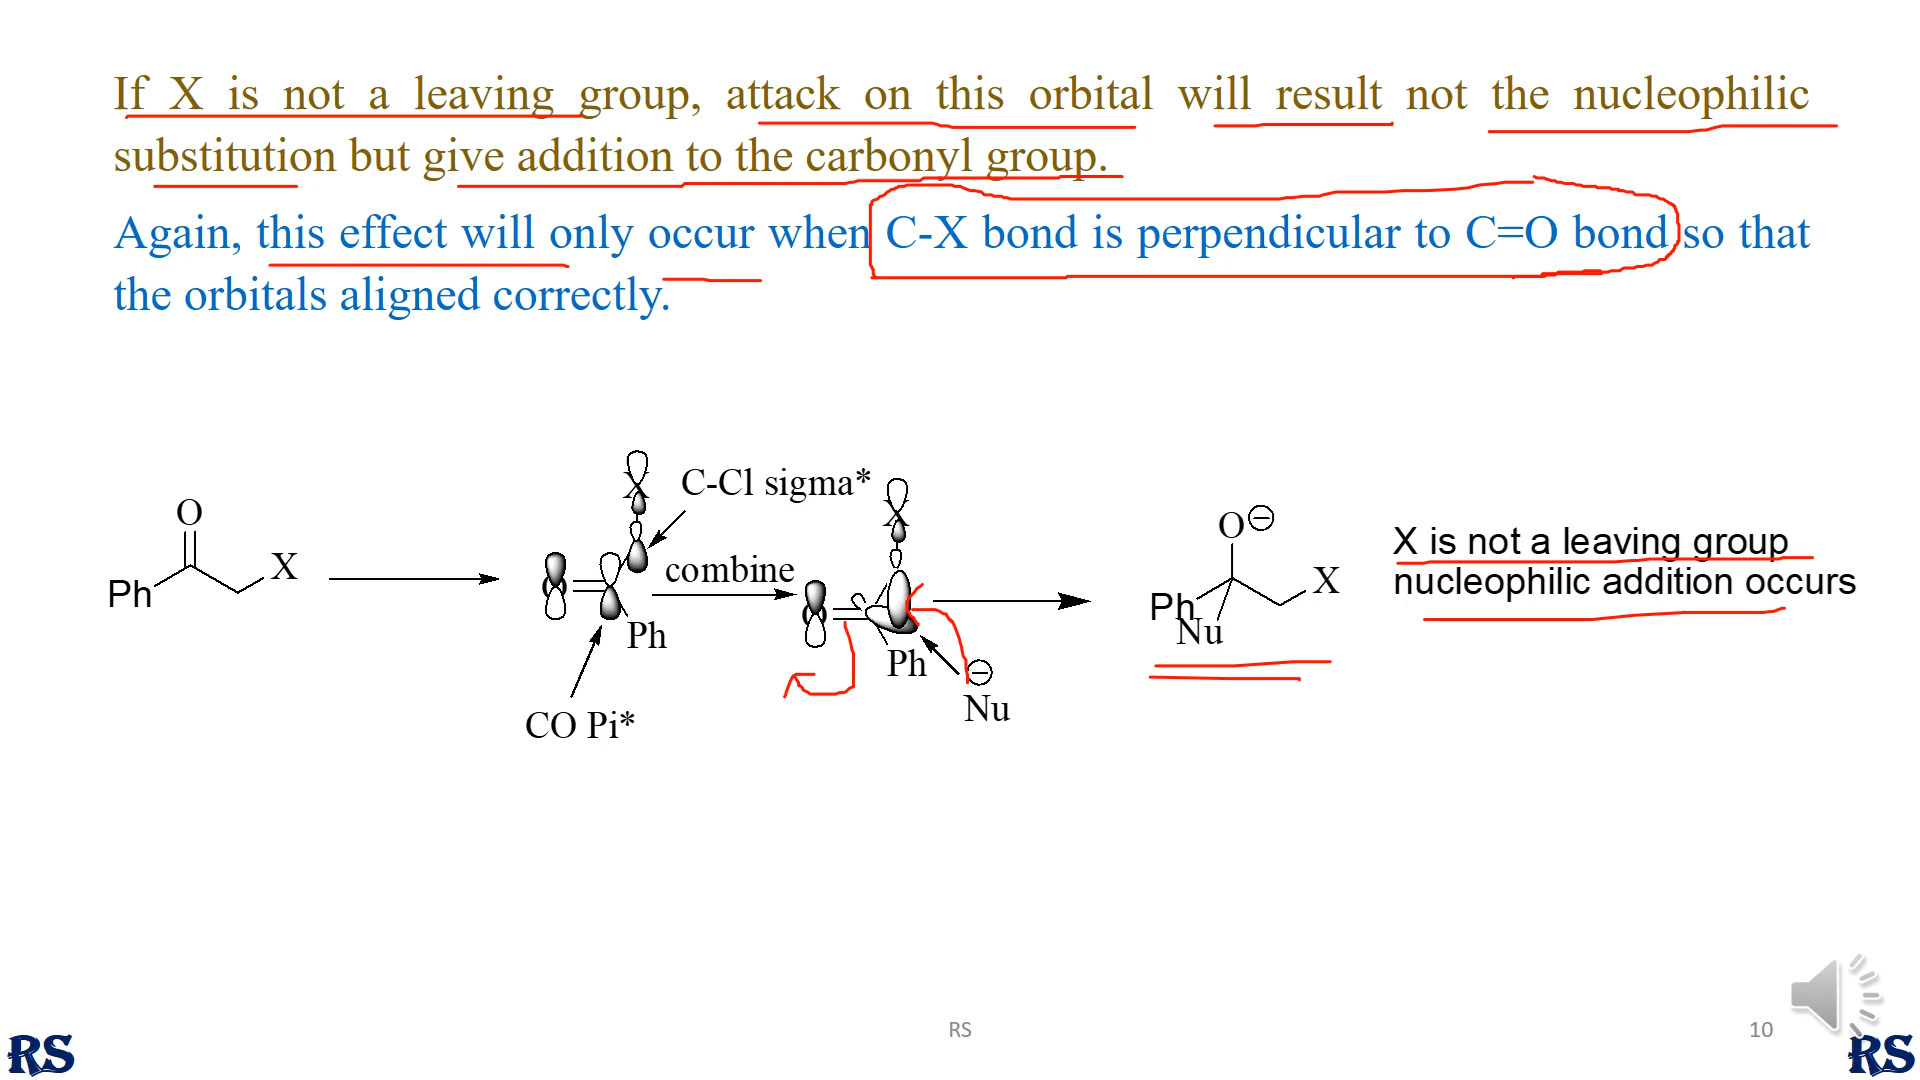 If X is not a leaving group, attack on this orbital will result not the nucleophilic
substitution but give addition to the carbonyl group.
Again, this effect will only occur when C-X bond is perpendicular to C=O bond so that
the orbitals aligned correctly.
O
Ph
X
X
C-Cl sigma*
O
Ph
CO Pi*
combine
X
O
Ph
⊖
Nu
O⊖
Ph
Nu
X
X is not a leaving group
nucleophilic addition occurs
RS
RS
10
RS